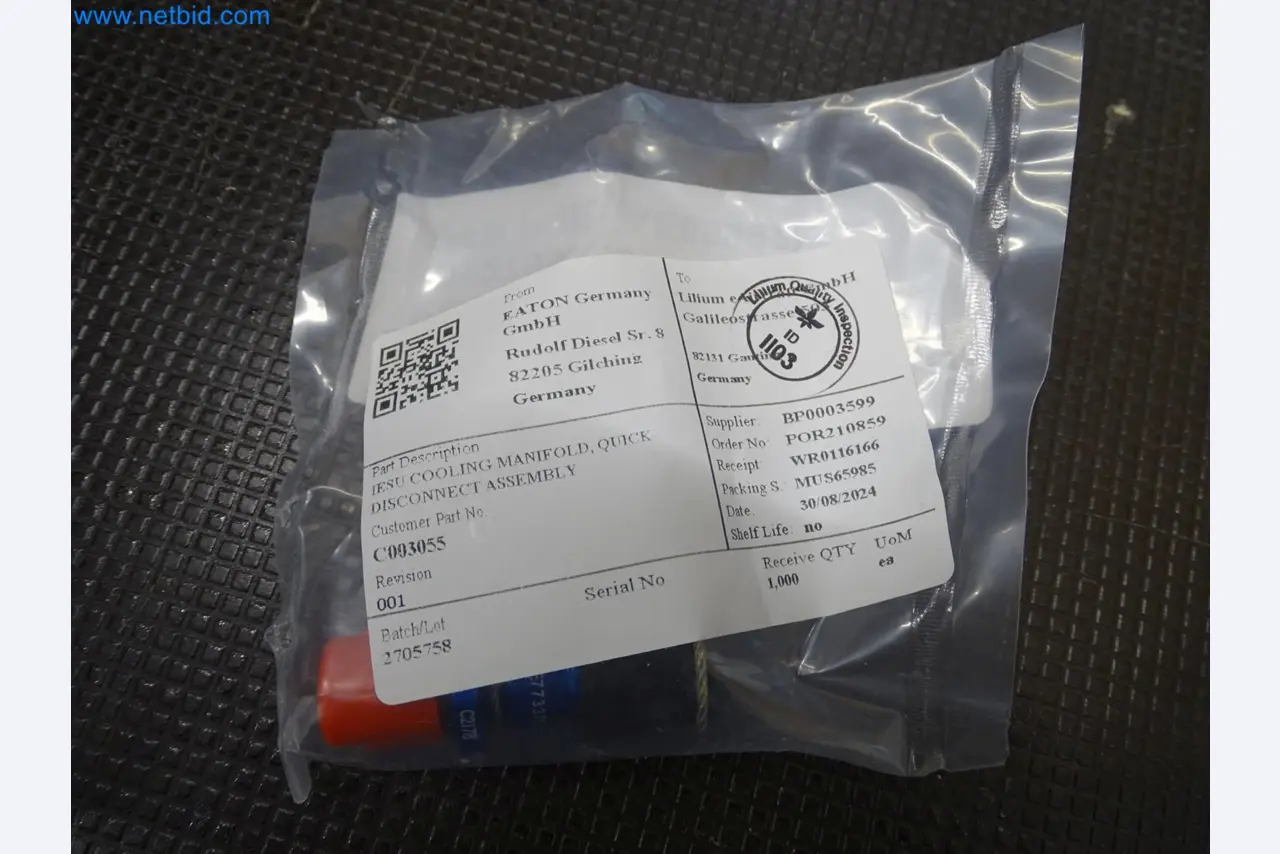 www.netbid.com
From
EATON Germany
GmbH
Rudolf Diesel Sr. 8
82205 Gilching
Germany
To
Lilium
Galileostrasse
82131
Germany
Lilium Quality Inspection
ID
1103
Part Description
IESU COOLING MANIFOLD, QUICK
DISCONNECT ASSEMBLY
Customer Part No.
C003055
Revision
001
Supplier: BP0003599
Order No: POR210859
Receipt: WR0116166
Packing S.: MUS65985
Date: 30/08/2024
Shelf Life: no
Batch/Lot
2705758
Serial No
Receive QTY UoM
1,000 ea
C2178